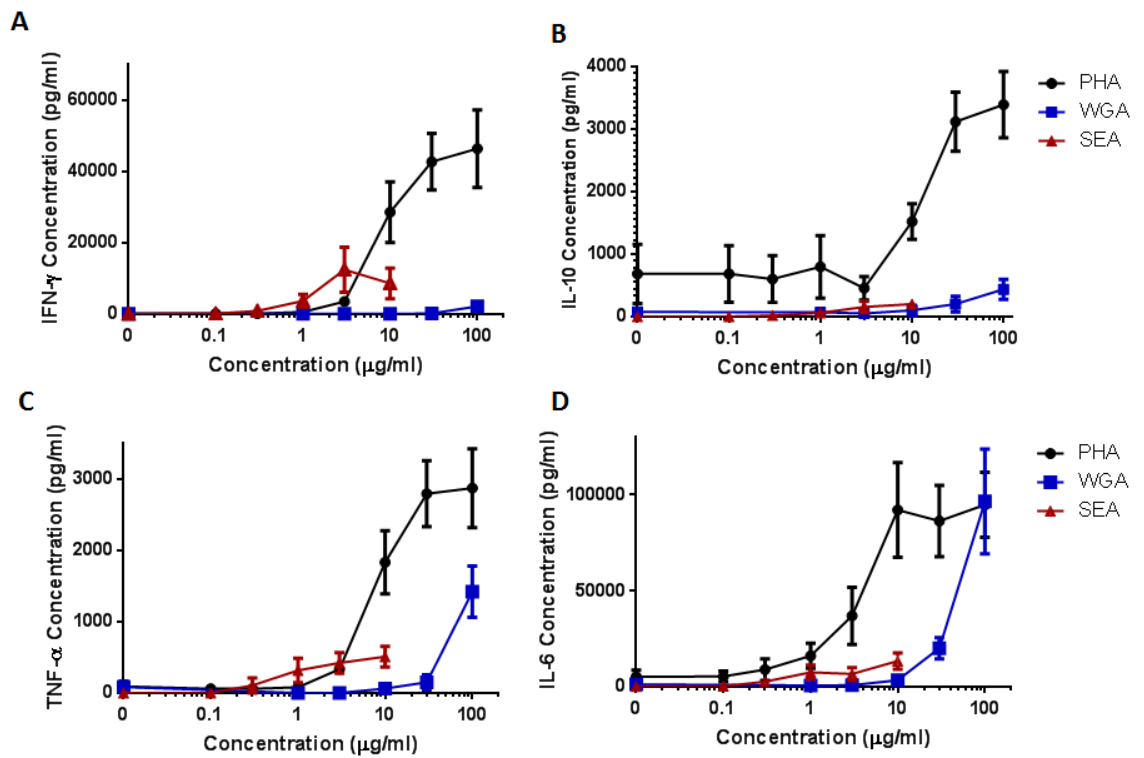 A
IFN-γ Concentration (pg/ml)
60000
40000
20000
0
0 0.1 1 10 100
Concentration (μg/ml)
B
IL-10 Concentration (pg/ml)
4000
3000
2000
1000
0
0 0.1 1 10 100
Concentration (μg/ml)
PHA
WGA
SEA
C
TNF-α Concentration (pg/ml)
3000
2000
1000
0
0 0.1 1 10 100
Concentration (μg/ml)
D
IL-6 Concentration (pg/ml)
100000
50000
0
0 0.1 1 10 100
Concentration (μg/ml)
PHA
WGA
SEA